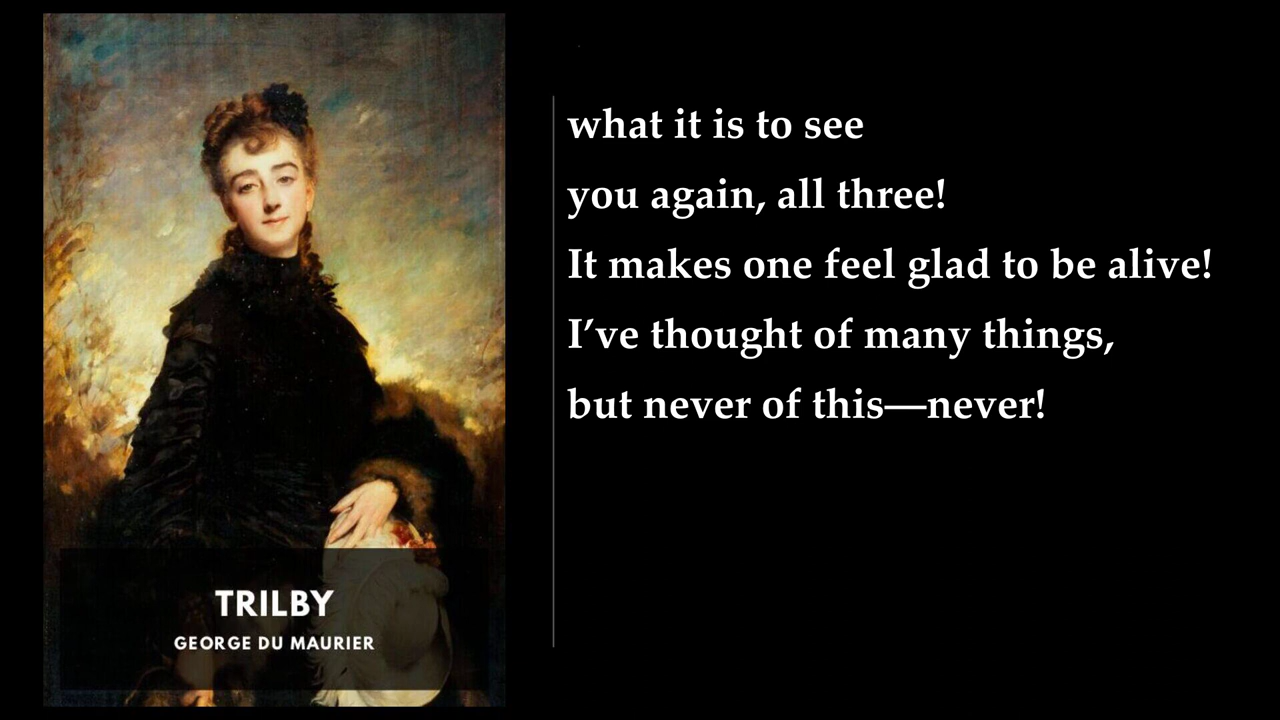 TRILBY
GEORGE DU MAURIER
what it is to see
you again, all three!
It makes one feel glad to be alive!
I’ve thought of many things,
but never of this—never!